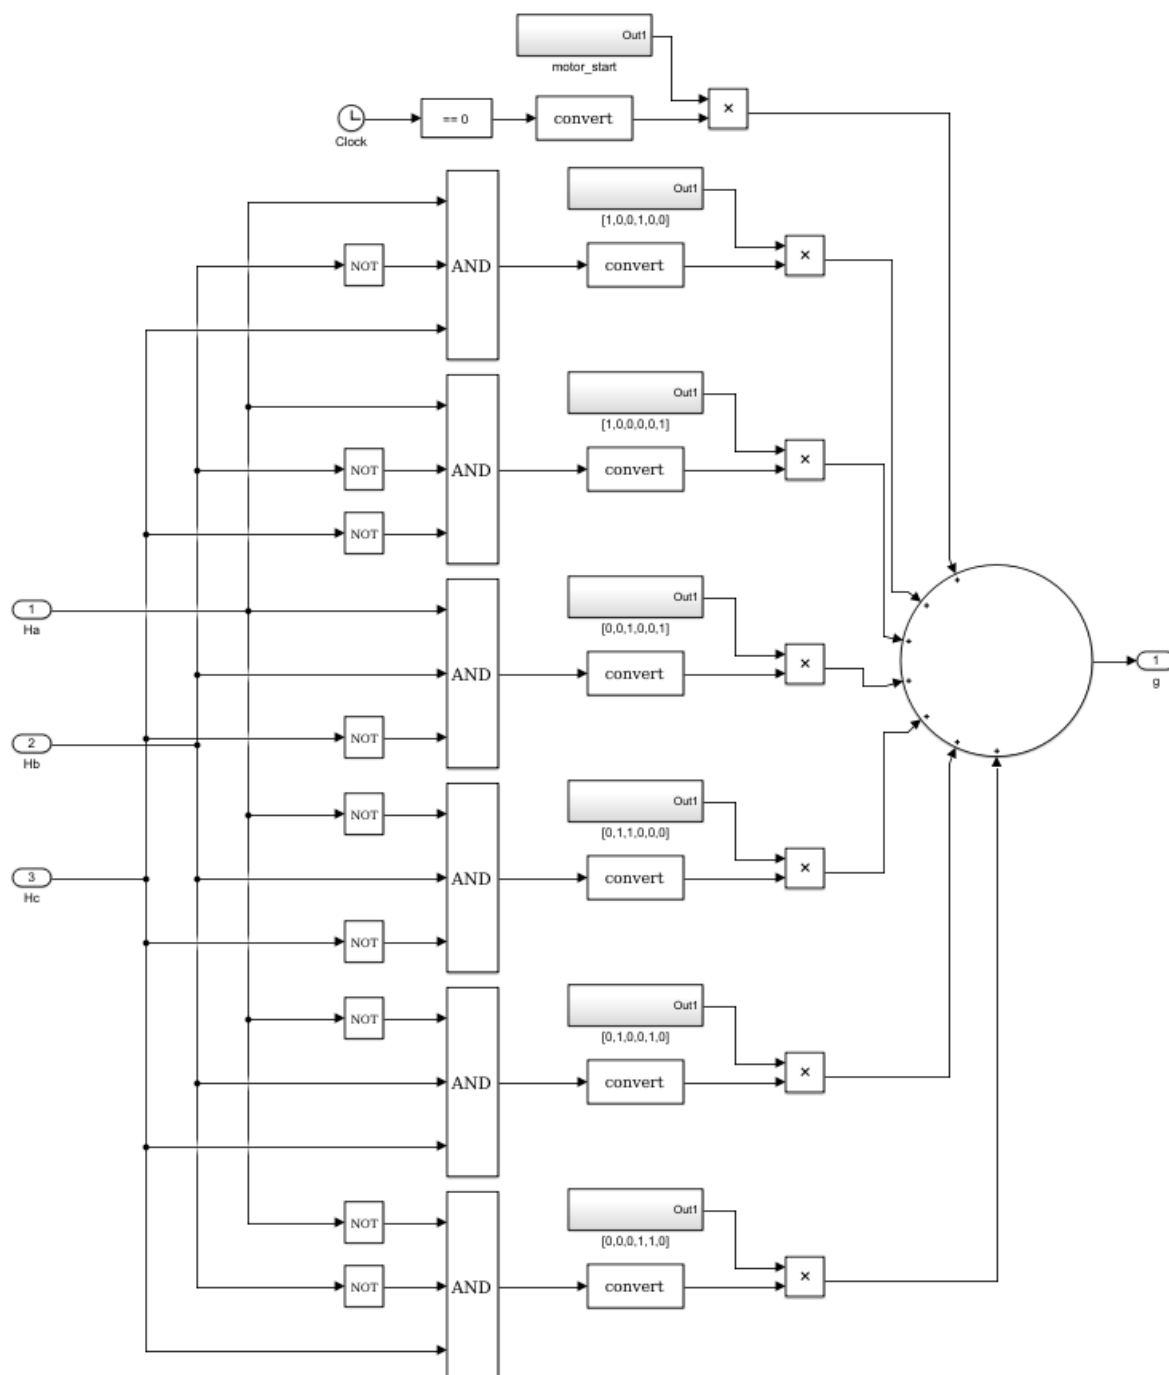 Out1
motor_start
Clock
== 0
convert
×
Out1
[1,0,0,1,0,0]
NOT
AND
convert
×
Out1
[1,0,0,0,0,1]
NOT
AND
convert
×
NOT
1
Ha
Out1
[0,0,1,0,0,1]
AND
convert
×
1
g
2
Hb
NOT
Out1
[0,1,1,0,0,0]
NOT
3
Hc
AND
convert
×
NOT
Out1
[0,1,0,0,1,0]
NOT
AND
convert
×
Out1
[0,0,0,1,1,0]
NOT
NOT
AND
convert
×